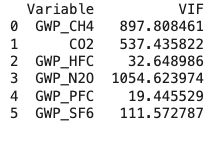 Variable VIF
0 GWP_CH4 897.808461
1 CO2 537.435822
2 GWP_HFC 32.648986
3 GWP_N2O 1054.623974
4 GWP_PFC 19.445529
5 GWP_SF6 111.572787